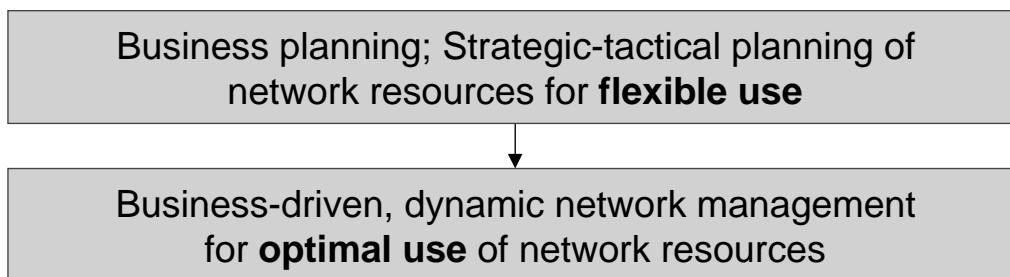 Business planning; Strategic-tactical planning of
network resources for flexible use
Business-driven, dynamic network management
for optimal use of network resources